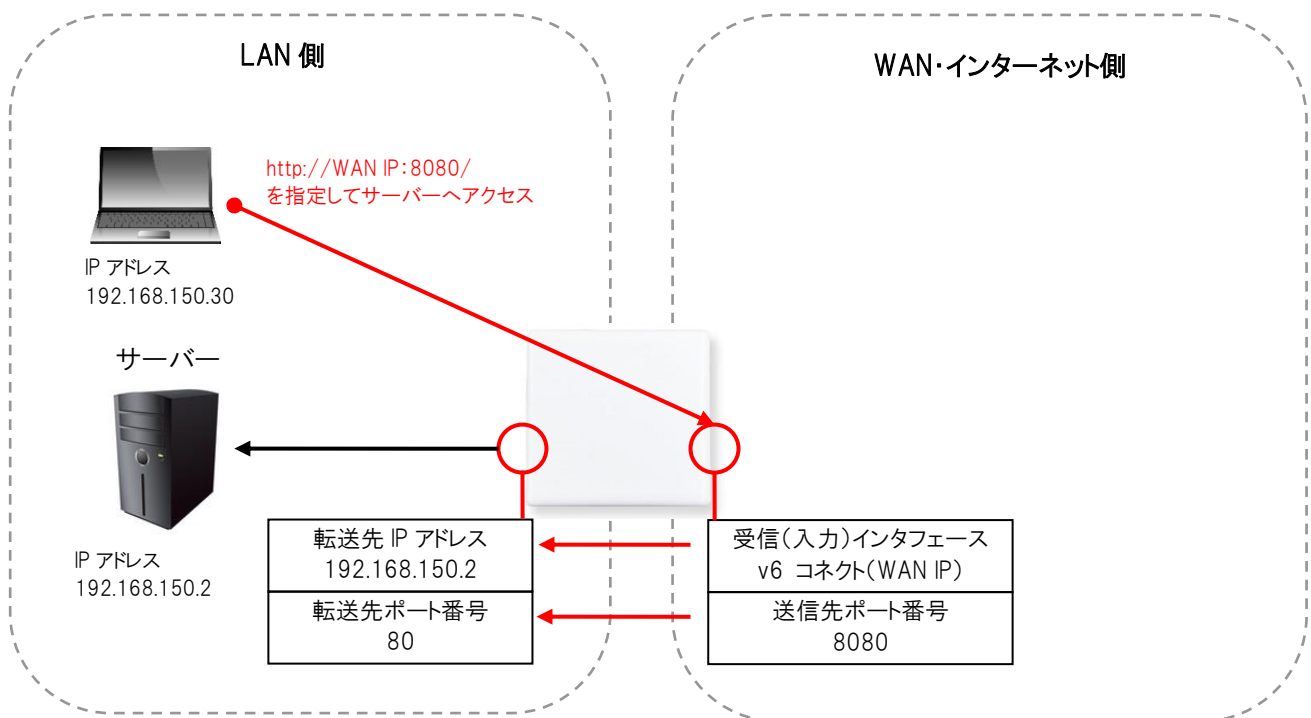 LAN 側
WAN・インターネット側
http://WAN IP:8080/
を指定してサーバーへアクセス
IP アドレス
192.168.150.30
サーバー
IP アドレス
192.168.150.2
転送先 IP アドレス
192.168.150.2
転送先ポート番号
80
受信(入力)インタフェース
v6 コネクト(WAN IP)
送信先ポート番号
8080